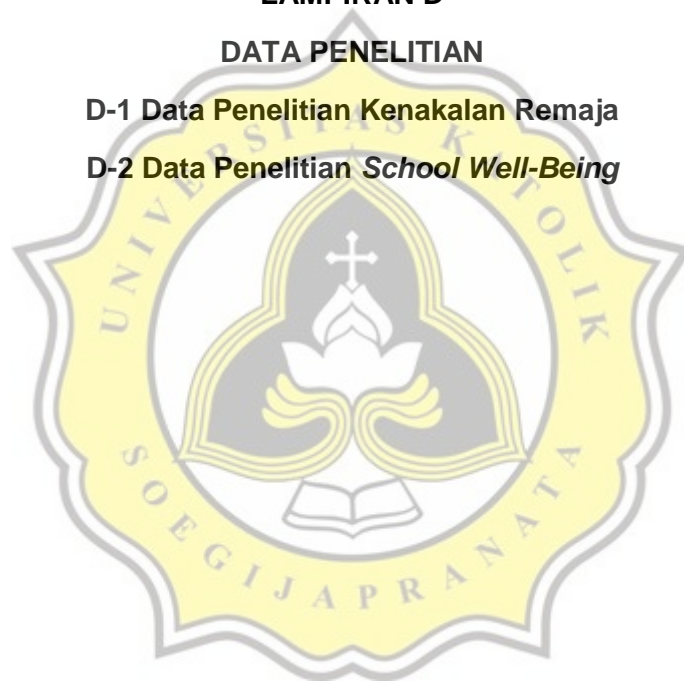 LAMPIRAN D
DATA PENELITIAN
D-1 Data Penelitian Kenakalan Remaja
D-2 Data Penelitian School Well-Being
UNIVERSITAS KATOLIK
SOEGIJAPRANATA